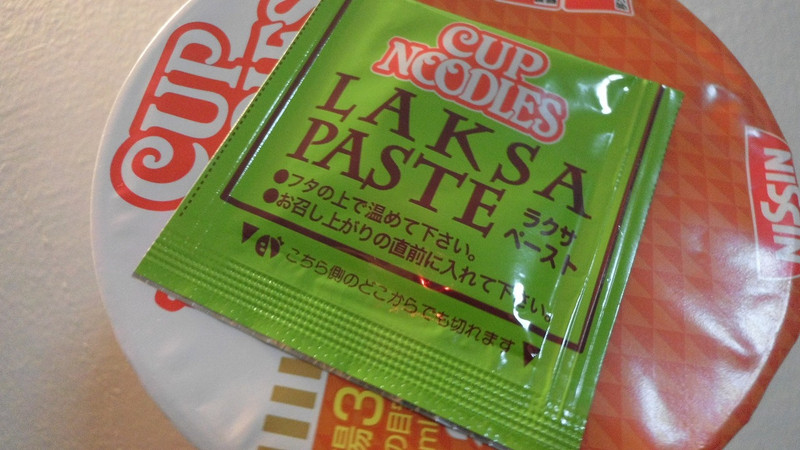 CUP
NOODLES
CUP
NOODLES
LAKSA
PASTE
ラクサ
ペースト
●フタの上で温めて下さい。
●お召し上がりの直前に入れて下さい。
こちら側のどこからでも切れます
NISSIN
3